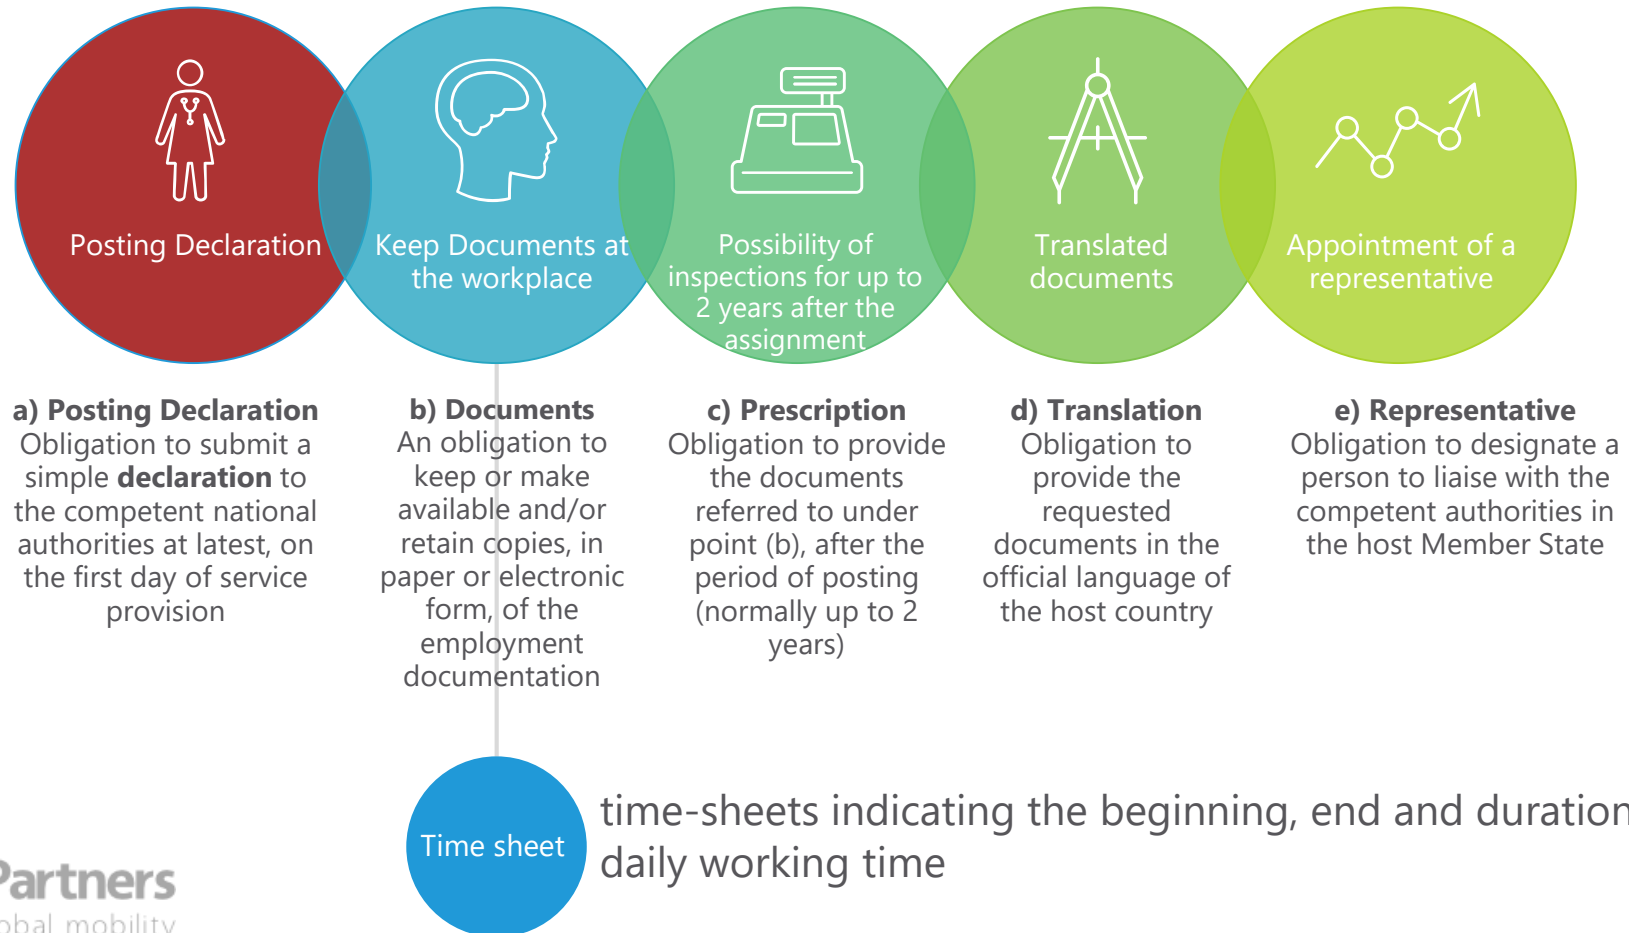 Posting Declaration
Keep Documents at
the workplace
Possibility of
inspections for up to
2 years after the
assignment
Translated
documents
Appointment of a
representative
a) Posting Declaration
Obligation to submit a
simple declaration to
the competent national
authorities at latest, on
the first day of service
provision
b) Documents
An obligation to
keep or make
available and/or
retain copies, in
paper or electronic
form, of the
employment
documentation
c) Prescription
Obligation to provide
the documents
referred to under
point (b), after the
period of posting
(normally up to 2
years)
d) Translation
Obligation to
provide the
requested
documents in the
official language of
the host country
e) Representative
Obligation to designate a
person to liaise with the
competent authorities in
the host Member State
Time sheet
time-sheets indicating the beginning, end and duration
daily working time
Partners
obal mobility